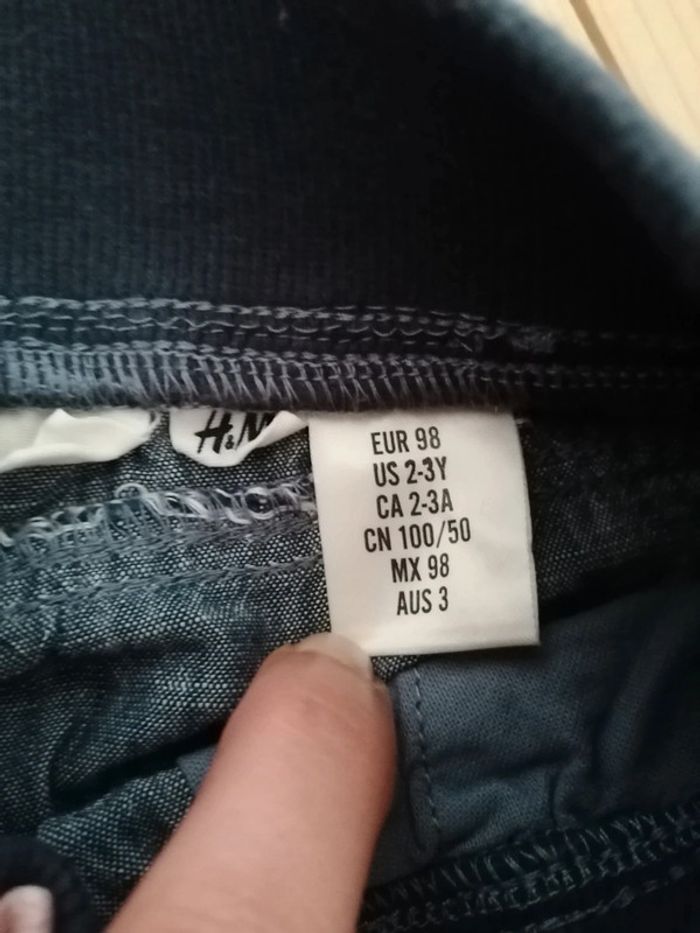 H&M
EUR 98
US 2-3Y
CA 2-3A
CN 100/50
MX 98
AUS 3